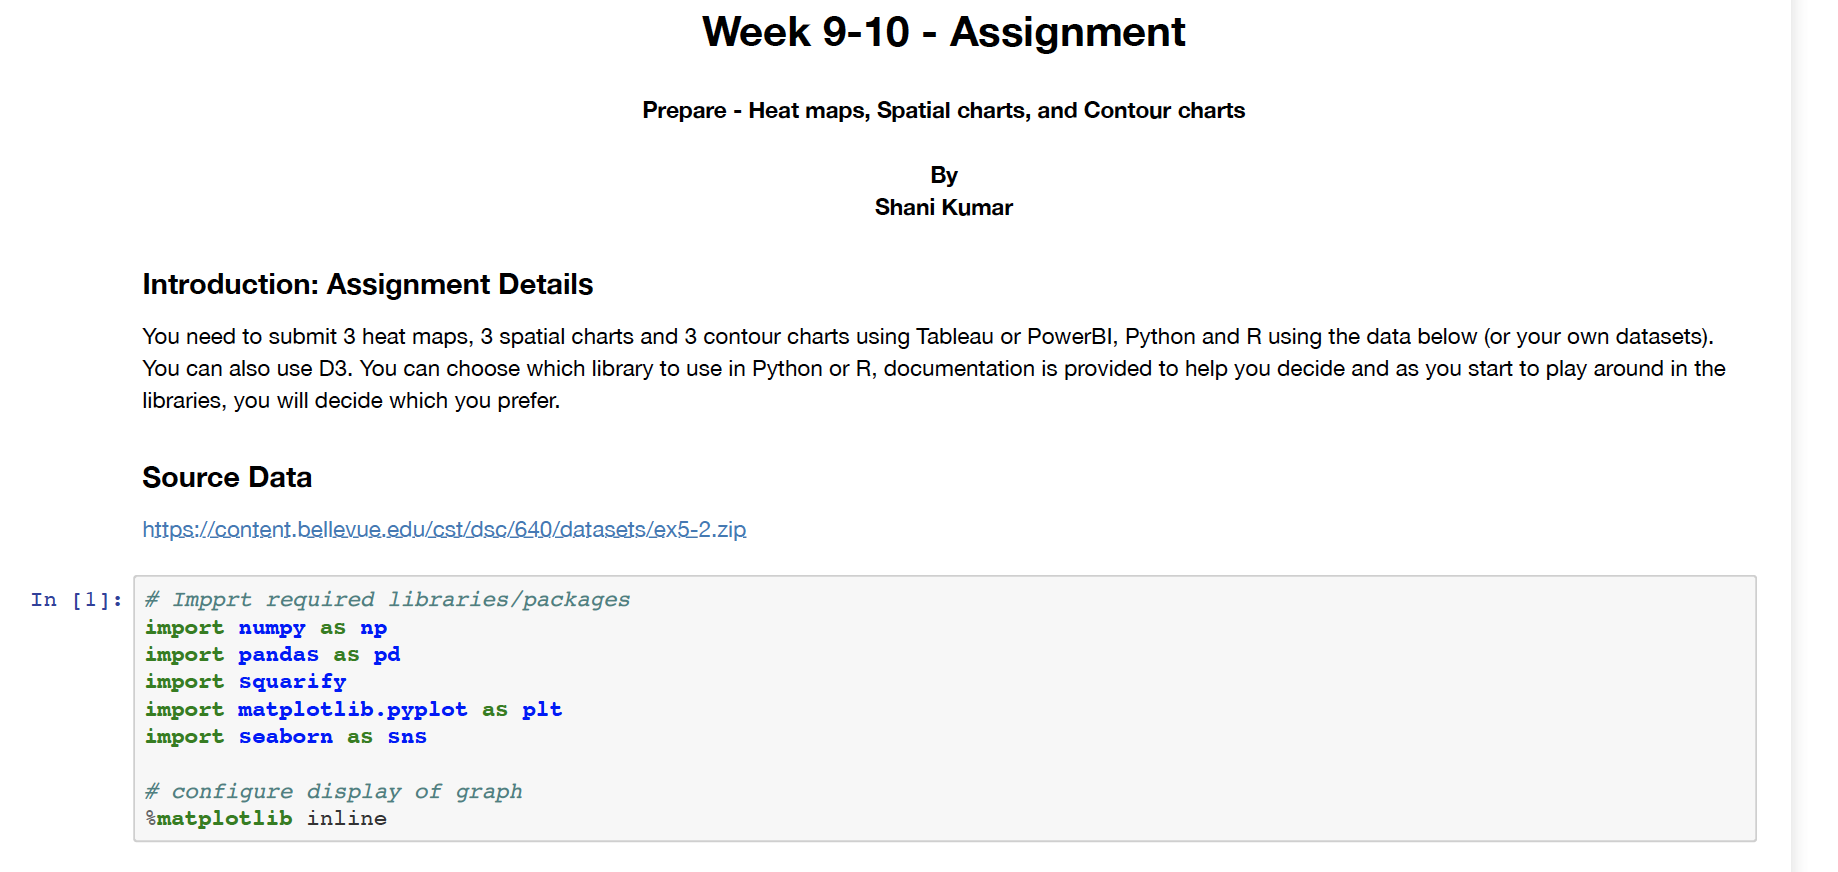 Week 9-10 - Assignment
Prepare - Heat maps, Spatial charts, and Contour charts
By
Shani Kumar
Introduction: Assignment Details
You need to submit 3 heat maps, 3 spatial charts and 3 contour charts using Tableau or PowerBI, Python and R using the data below (or your own datasets).
You can also use D3. You can choose which library to use in Python or R, documentation is provided to help you decide and as you start to play around in the
libraries, you will decide which you prefer.
Source Data
https://content.bellevue.edu/cst/dsc/640/datasets/ex5-2.zip
In [1]: # Impprt required libraries/packages
import numpy as np
import pandas as pd
import squarify
import matplotlib.pyplot as plt
import seaborn as sns
# configure display of graph
%matplotlib inline